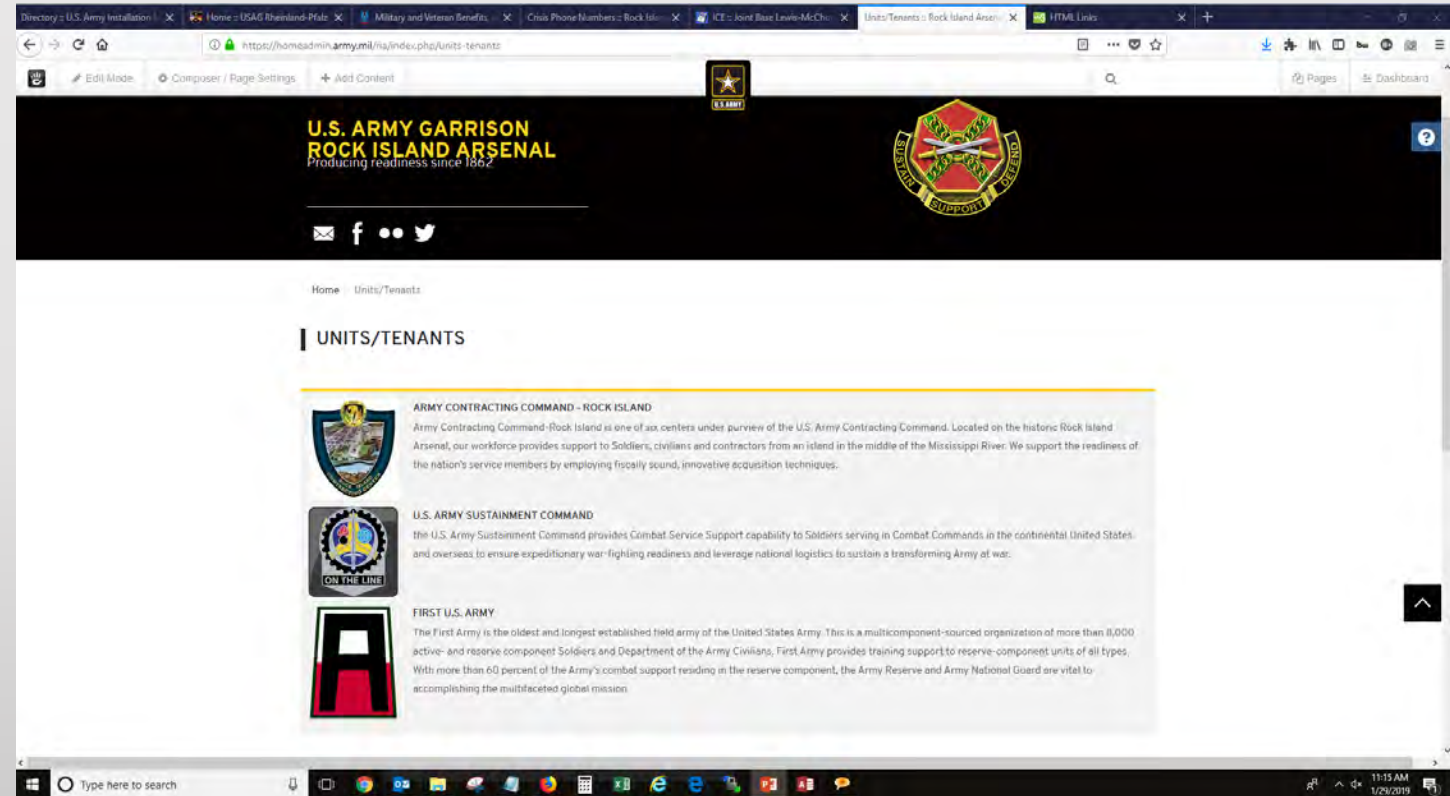 Directory :: U.S. Army Installation
Home :: USAG Rheinland-Pfalz
Military and Veteran Benefits,
Crisis Phone Numbers :: Rock Isla
ICE :: Joint Base Lewis-McCho
Units/Tenants :: Rock Island Arsen
HTML Links
https://homeadmin.army.mil/ria/index.php/units-tenants
Edit Mode
Composer / Page Settings
Add Content
Pages
Dashboard
U.S. ARMY
U.S. ARMY GARRISON
ROCK ISLAND ARSENAL
Producing readiness since 1862
SUSTAIN
SUPPORT
DEFEND
Home
Units/Tenants
UNITS/TENANTS
ARMY CONTRACTING COMMAND - ROCK ISLAND
Army Contracting Command-Rock Island is one of six centers under purview of the U.S. Army Contracting Command. Located on the historic Rock Island
Arsenal, our workforce provides support to Soldiers, civilians and contractors from an island in the middle of the Mississippi River. We support the readiness of
the nation's service members by employing fiscally sound, innovative acquisition techniques.
U.S. ARMY SUSTAINMENT COMMAND
the U.S. Army Sustainment Command provides Combat Service Support capability to Soldiers serving in Combat Commands in the continental United States
and overseas to ensure expeditionary war-fighting readiness and leverage national logistics to sustain a transforming Army at war.
ON THE LINE
FIRST U.S. ARMY
The First Army is the oldest and longest established field army of the United States Army. This is a multicomponent-sourced organization of more than 8,000
active- and reserve component Soldiers and Department of the Army Civilians, First Army provides training support to reserve-component units of all types.
With more than 60 percent of the Army's combat support residing in the reserve component, the Army Reserve and Army National Guard are vital to
accomplishing the multifaceted global mission
Type here to search
11:15 AM
1/29/2019